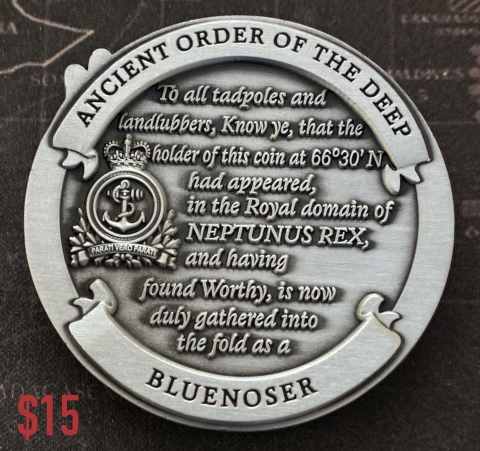 ANCIENT ORDER OF THE DEEP
To all tadpoles and
landlubbers, Know ye, that the
holder of this coin at 66°30' N
had appeared,
in the Royal domain of
NEPTUNUS REX,
and having
found Worthy, is now
duly gathered into
the fold as a
PARATI VERO PARATI
BLUENOSER
$15